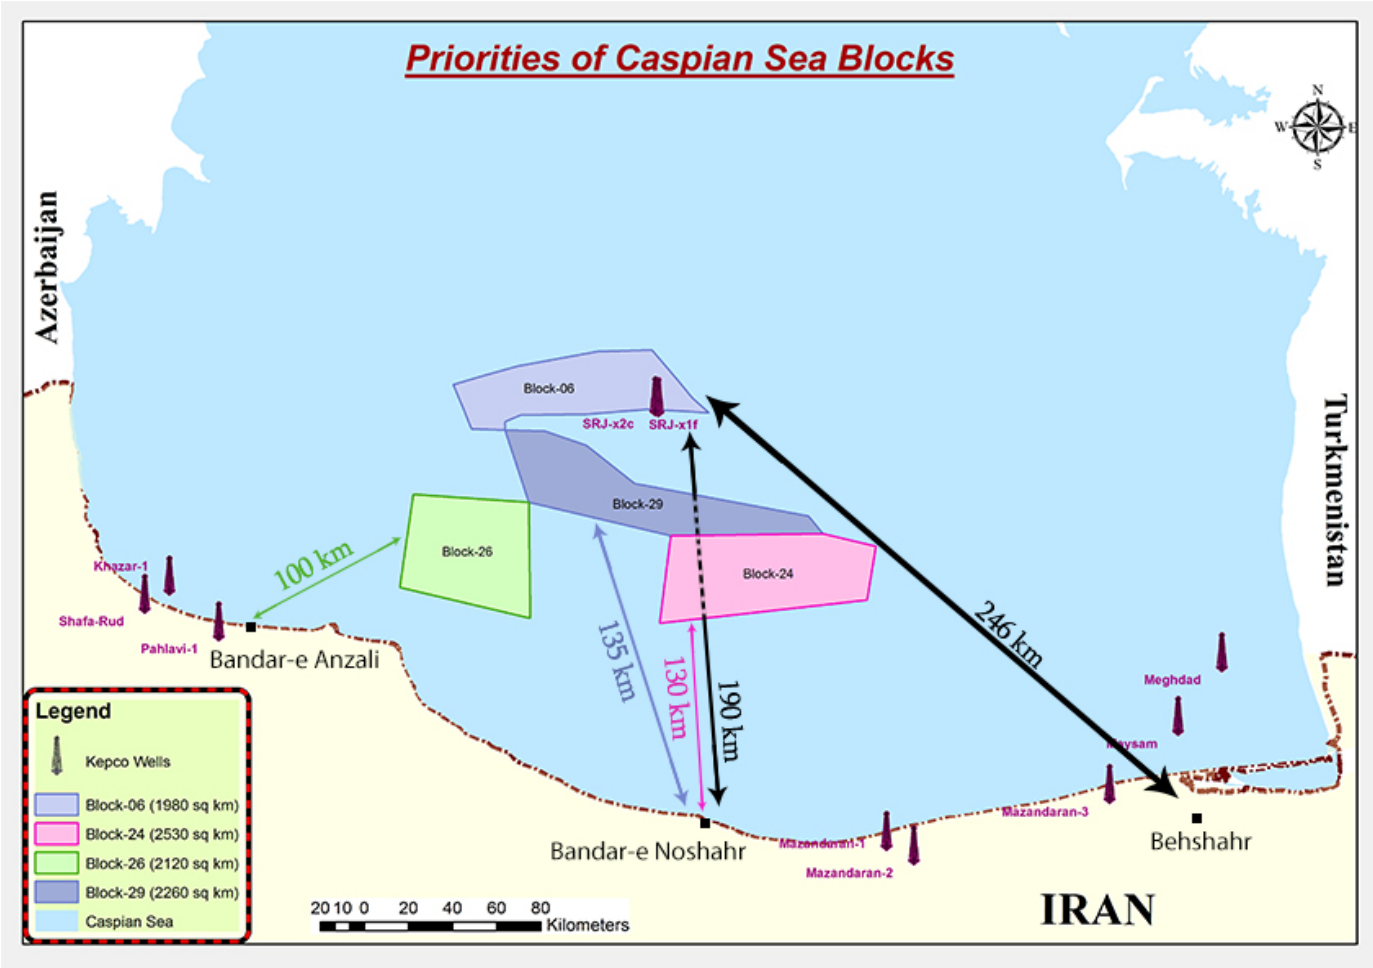 Priorities of Caspian Sea Blocks
N
W E
S
Azerbaijan
Turkmenistan
Block-06
SRJ-x2c SRJ-x1f
Block-29
Block-26
Block-24
100 km
135 km
130 km
190 km
246 km
Khazar-1
Shafa-Rud
Pahlavi-1
Bandar-e Anzali
Meghdad
Maysam
Mazandaran-3
Mazandaran-1
Mazandaran-2
Bandar-e Noshahr
Behshahr
IRAN
Legend
Kepco Wells
Block-06 (1980 sq km)
Block-24 (2530 sq km)
Block-26 (2120 sq km)
Block-29 (2260 sq km)
Caspian Sea
20 10 0 20 40 60 80
Kilometers